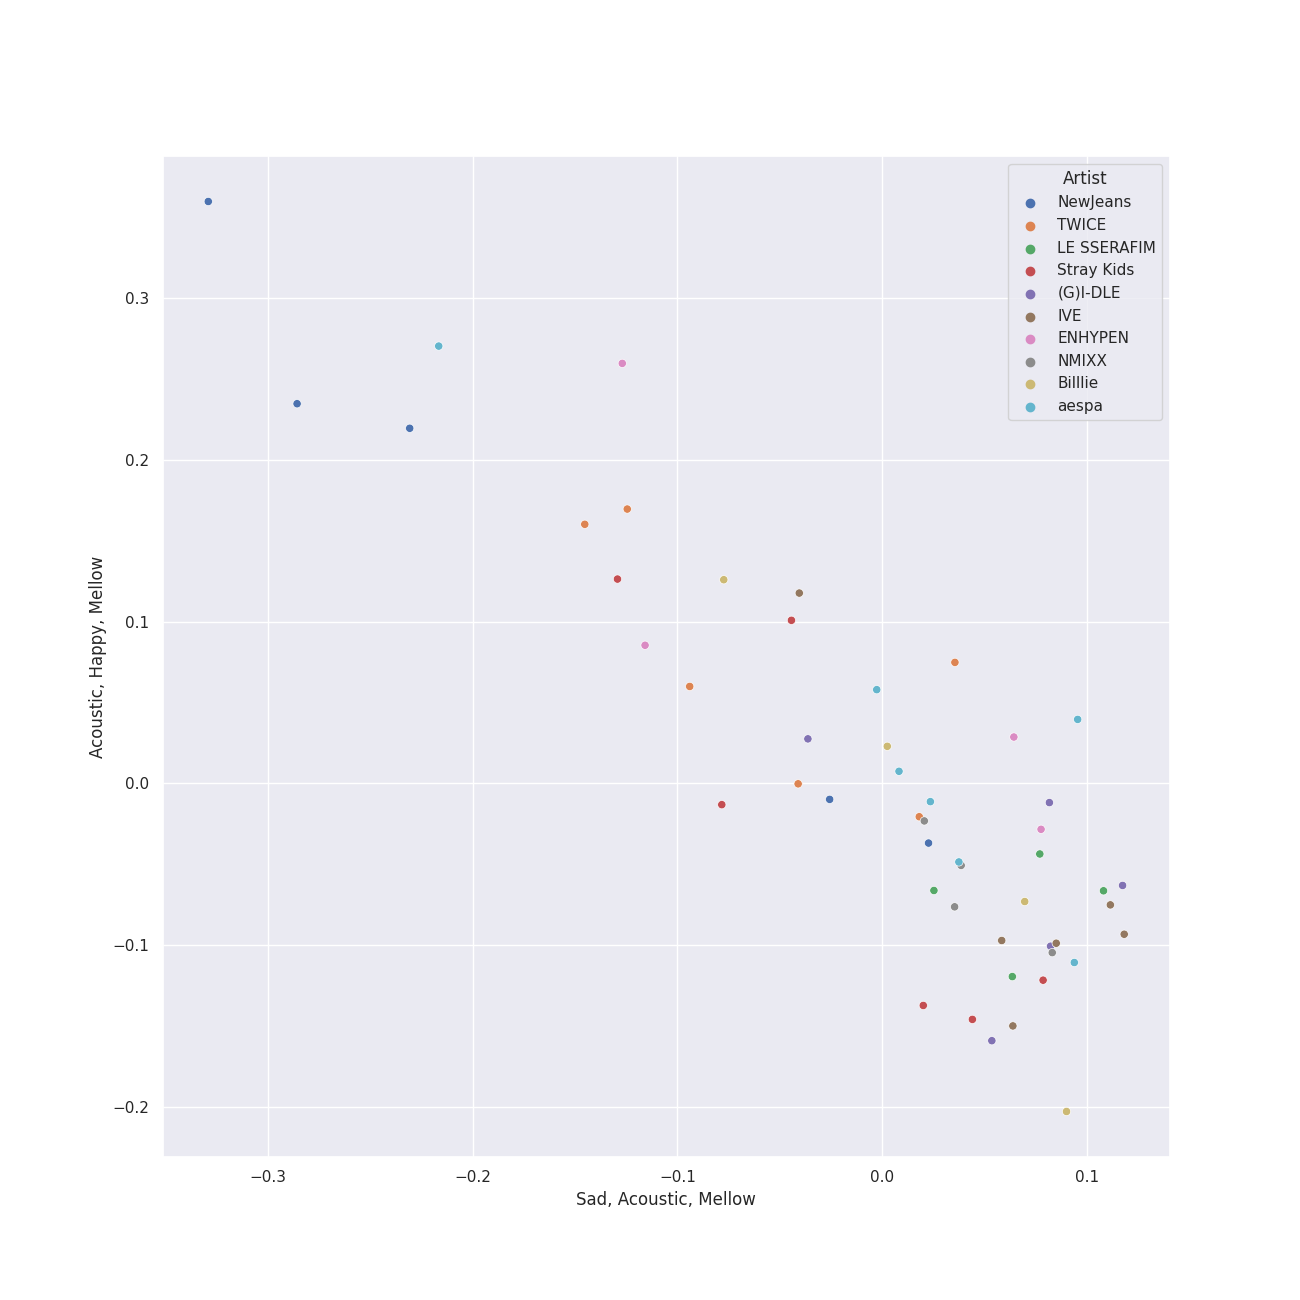 Artist
NewJeans
TWICE
LE SSERAFIM
Stray Kids
(G)I-DLE
IVE
ENHYPEN
NMIXX
Billlie
aespa
0.3
0.2
0.1
0.0
−0.1
−0.2
Acoustic, Happy, Mellow
−0.3 −0.2 −0.1 0.0 0.1
Sad, Acoustic, Mellow